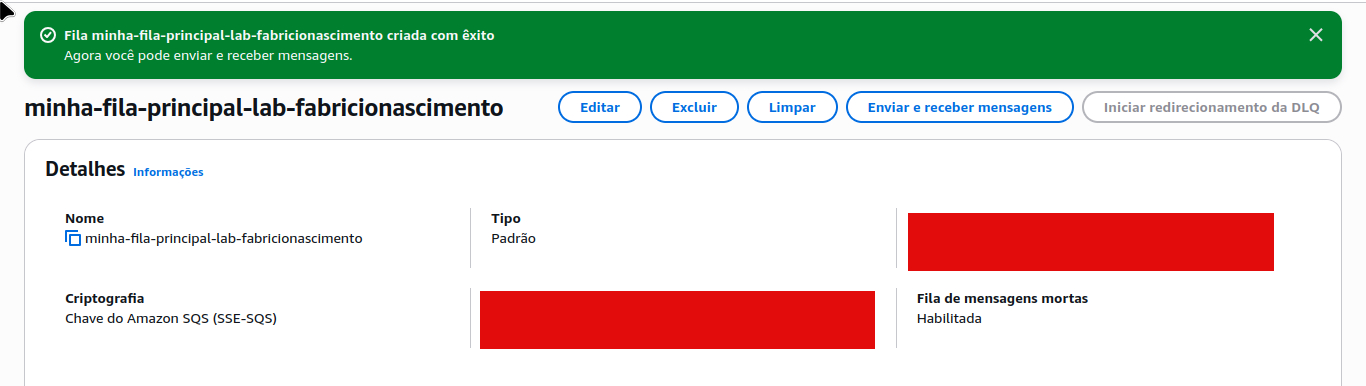 Fila minha-fila-principal-lab-fabricionascimento criada com êxito
Agora você pode enviar e receber mensagens.
minha-fila-principal-lab-fabricionascimento
Editar
Excluir
Limpar
Enviar e receber mensagens
Iniciar redirecionamento da DLQ
Detalhes Informações
Nome
minha-fila-principal-lab-fabricionascimento
Tipo
Padrão
Criptografia
Chave do Amazon SQS (SSE-SQS)
Fila de mensagens mortas
Habilitada